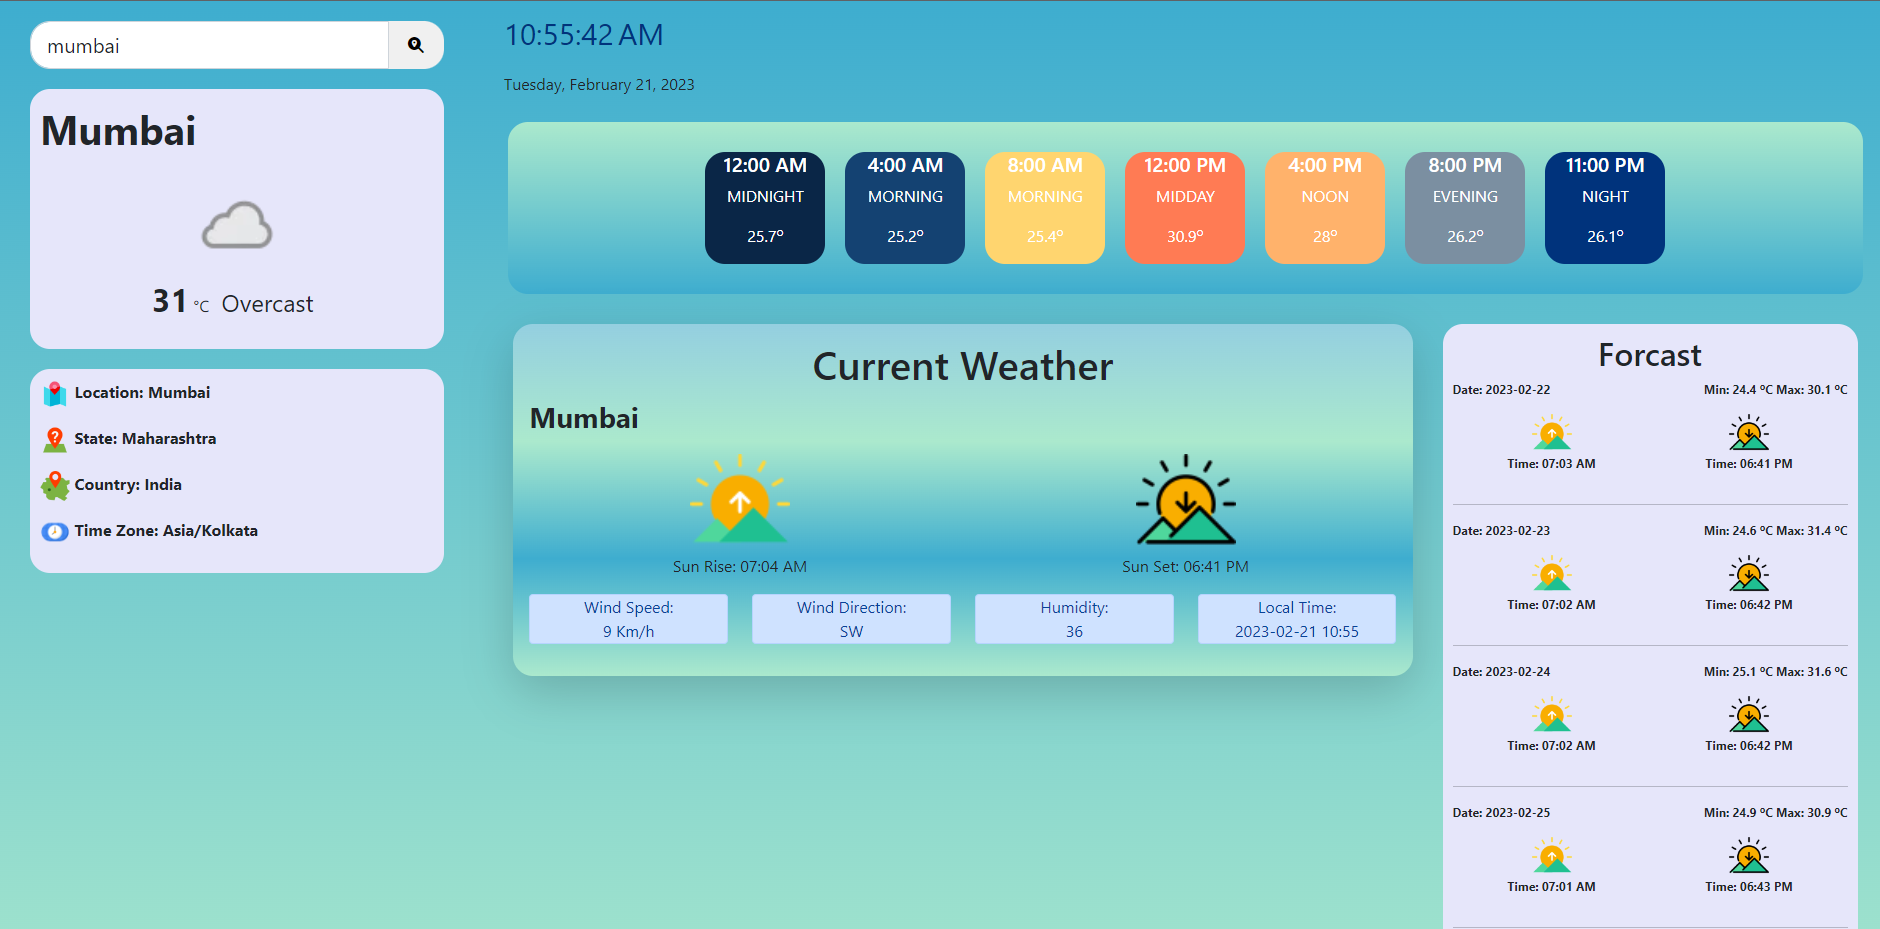 mumbai
Mumbai
31 °C Overcast
Location: Mumbai
State: Maharashtra
Country: India
Time Zone: Asia/Kolkata
10:55:42 AM
Tuesday, February 21, 2023
12:00 AM
MIDNIGHT
25.7°
4:00 AM
MORNING
25.2°
8:00 AM
MORNING
25.4°
12:00 PM
MIDDAY
30.9°
4:00 PM
NOON
28°
8:00 PM
EVENING
26.2°
11:00 PM
NIGHT
26.1°
Current Weather
Mumbai
Sun Rise: 07:04 AM
Sun Set: 06:41 PM
Wind Speed:
9 Km/h
Wind Direction:
SW
Humidity:
36
Local Time:
2023-02-21 10:55
Forcast
Date: 2023-02-22
Min: 24.4 °C Max: 30.1 °C
Time: 07:03 AM
Time: 06:41 PM
Date: 2023-02-23
Min: 24.6 °C Max: 31.4 °C
Time: 07:02 AM
Time: 06:42 PM
Date: 2023-02-24
Min: 25.1 °C Max: 31.6 °C
Time: 07:02 AM
Time: 06:42 PM
Date: 2023-02-25
Min: 24.9 °C Max: 30.9 °C
Time: 07:01 AM
Time: 06:43 PM